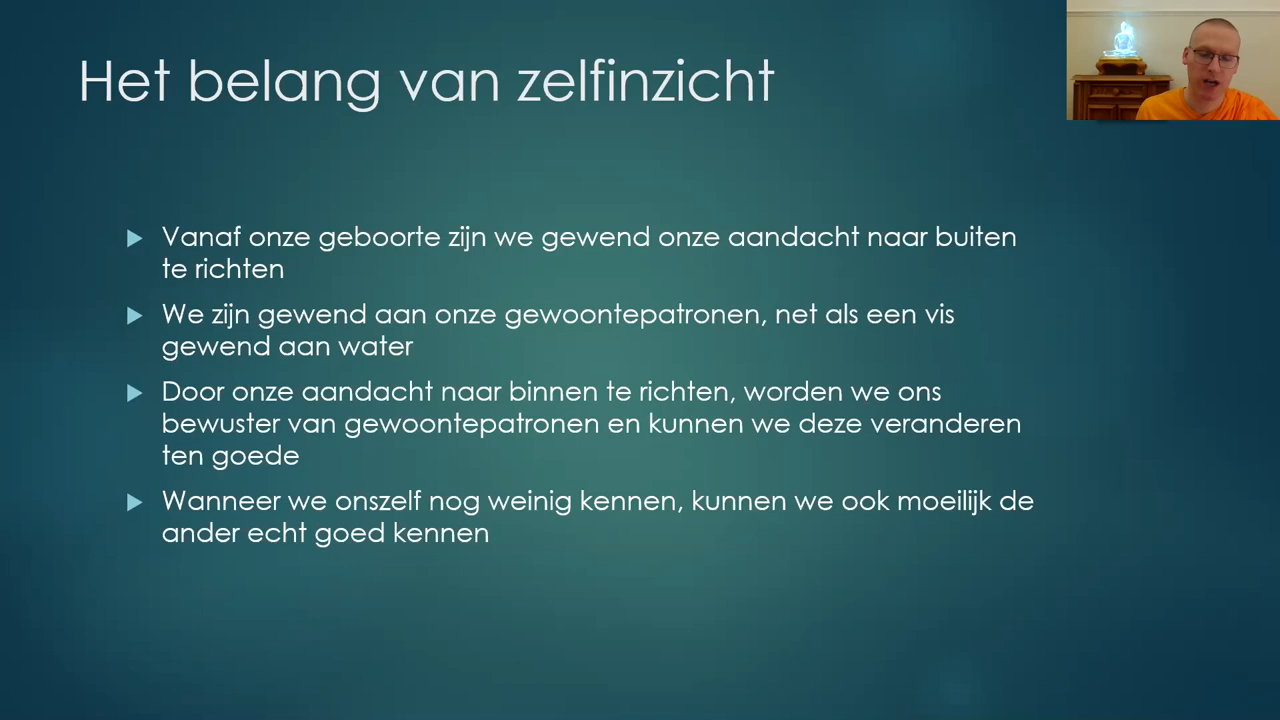 Het belang van zelfinzicht
Vanaf onze geboorte zijn we gewend onze aandacht naar buiten
te richten
We zijn gewend aan onze gewoontepatronen, net als een vis
gewend aan water
Door onze aandacht naar binnen te richten, worden we ons
bewuster van gewoontepatronen en kunnen we deze veranderen
ten goede
Wanneer we onszelf nog weinig kennen, kunnen we ook moeilijk de
ander echt goed kennen